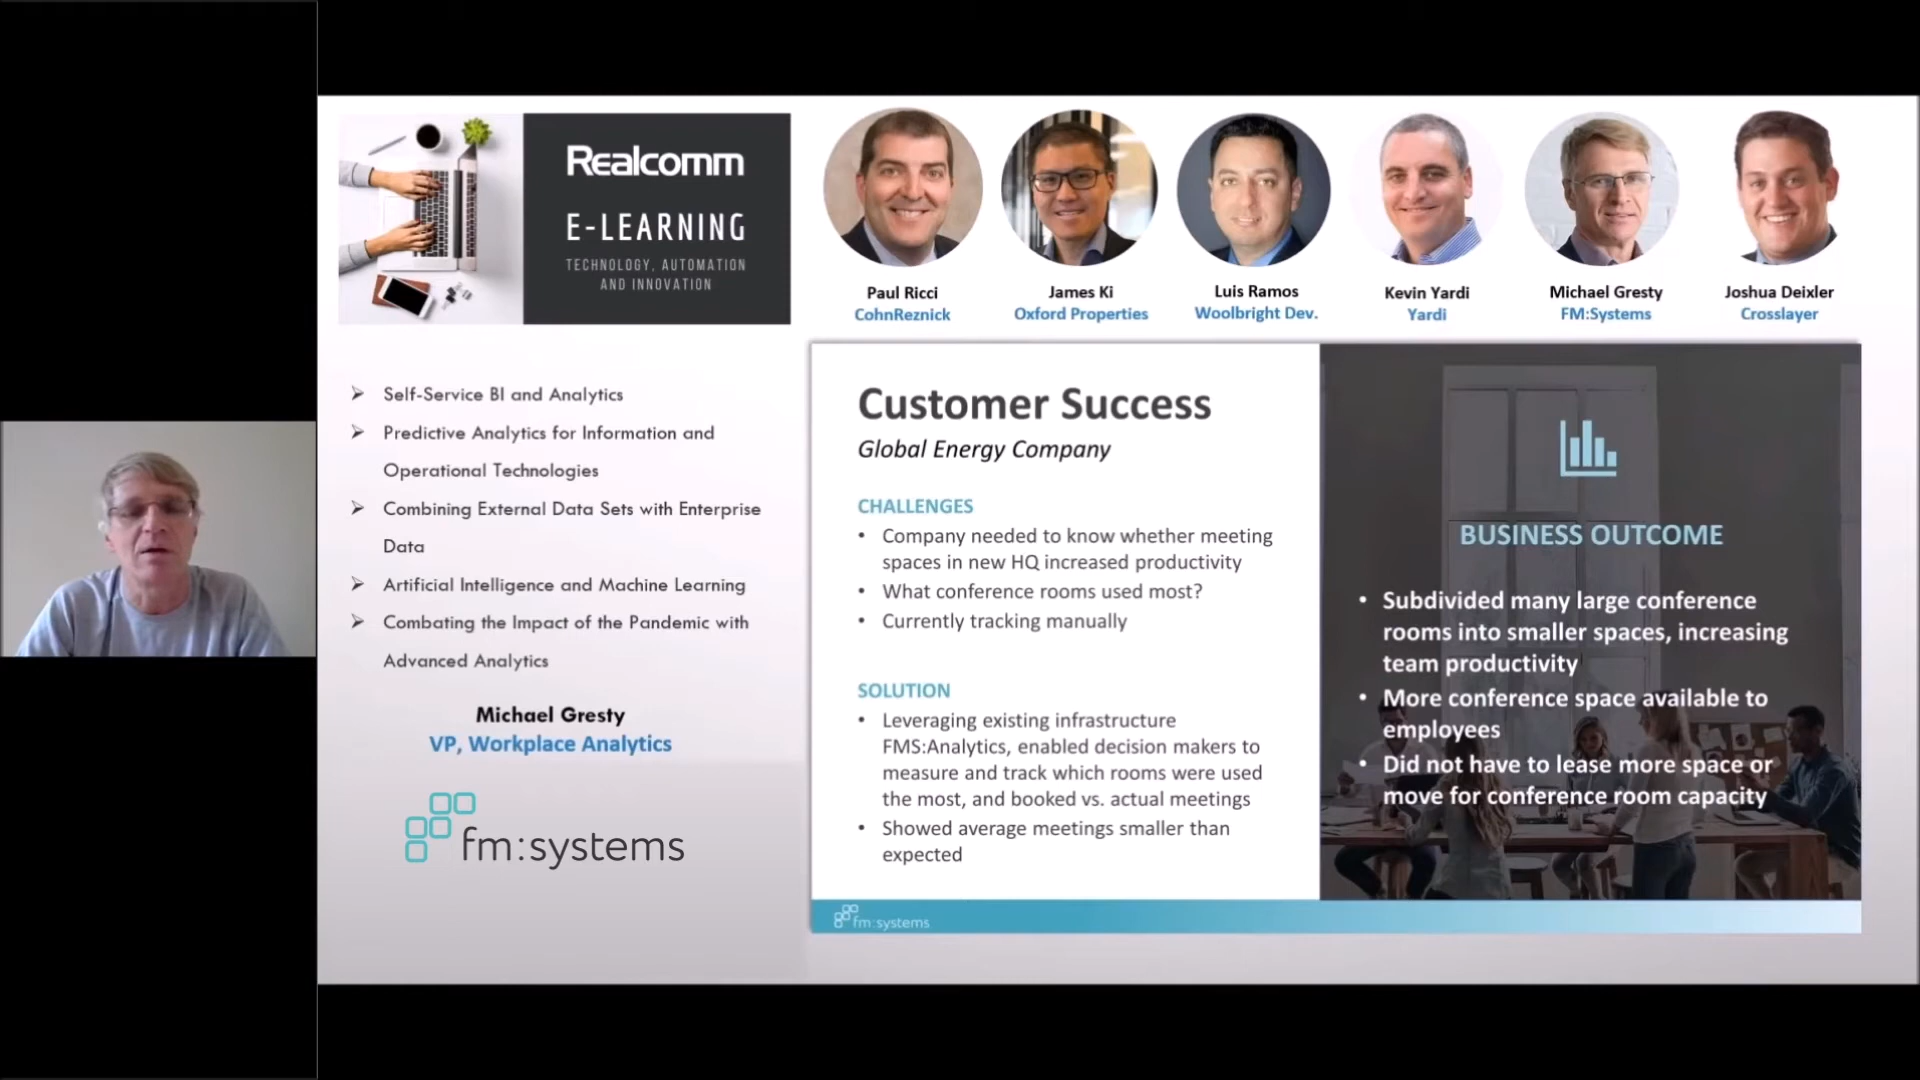 Realcomm
E-LEARNING
TECHNOLOGY, AUTOMATION
AND INNOVATION
Paul Ricci
CohnReznick
James Ki
Oxford Properties
Luis Ramos
Woolbright Dev.
Kevin Yardi
Yardi
Michael Gresty
FM:Systems
Joshua Deixler
Crosslayer
➢ Self-Service BI and Analytics
➢ Predictive Analytics for Information and
Operational Technologies
➢ Combining External Data Sets with Enterprise
Data
➢ Artificial Intelligence and Machine Learning
➢ Combating the Impact of the Pandemic with
Advanced Analytics
Michael Gresty
VP, Workplace Analytics
fm:systems
Customer Success
Global Energy Company
CHALLENGES
• Company needed to know whether meeting
spaces in new HQ increased productivity
• What conference rooms used most?
• Currently tracking manually
SOLUTION
• Leveraging existing infrastructure
FMS:Analytics, enabled decision makers to
measure and track which rooms were used
the most, and booked vs. actual meetings
• Showed average meetings smaller than
expected
BUSINESS OUTCOME
• Subdivided many large conference
rooms into smaller spaces, increasing
team productivity
• More conference space available to
employees
• Did not have to lease more space or
move for conference room capacity
fm:systems